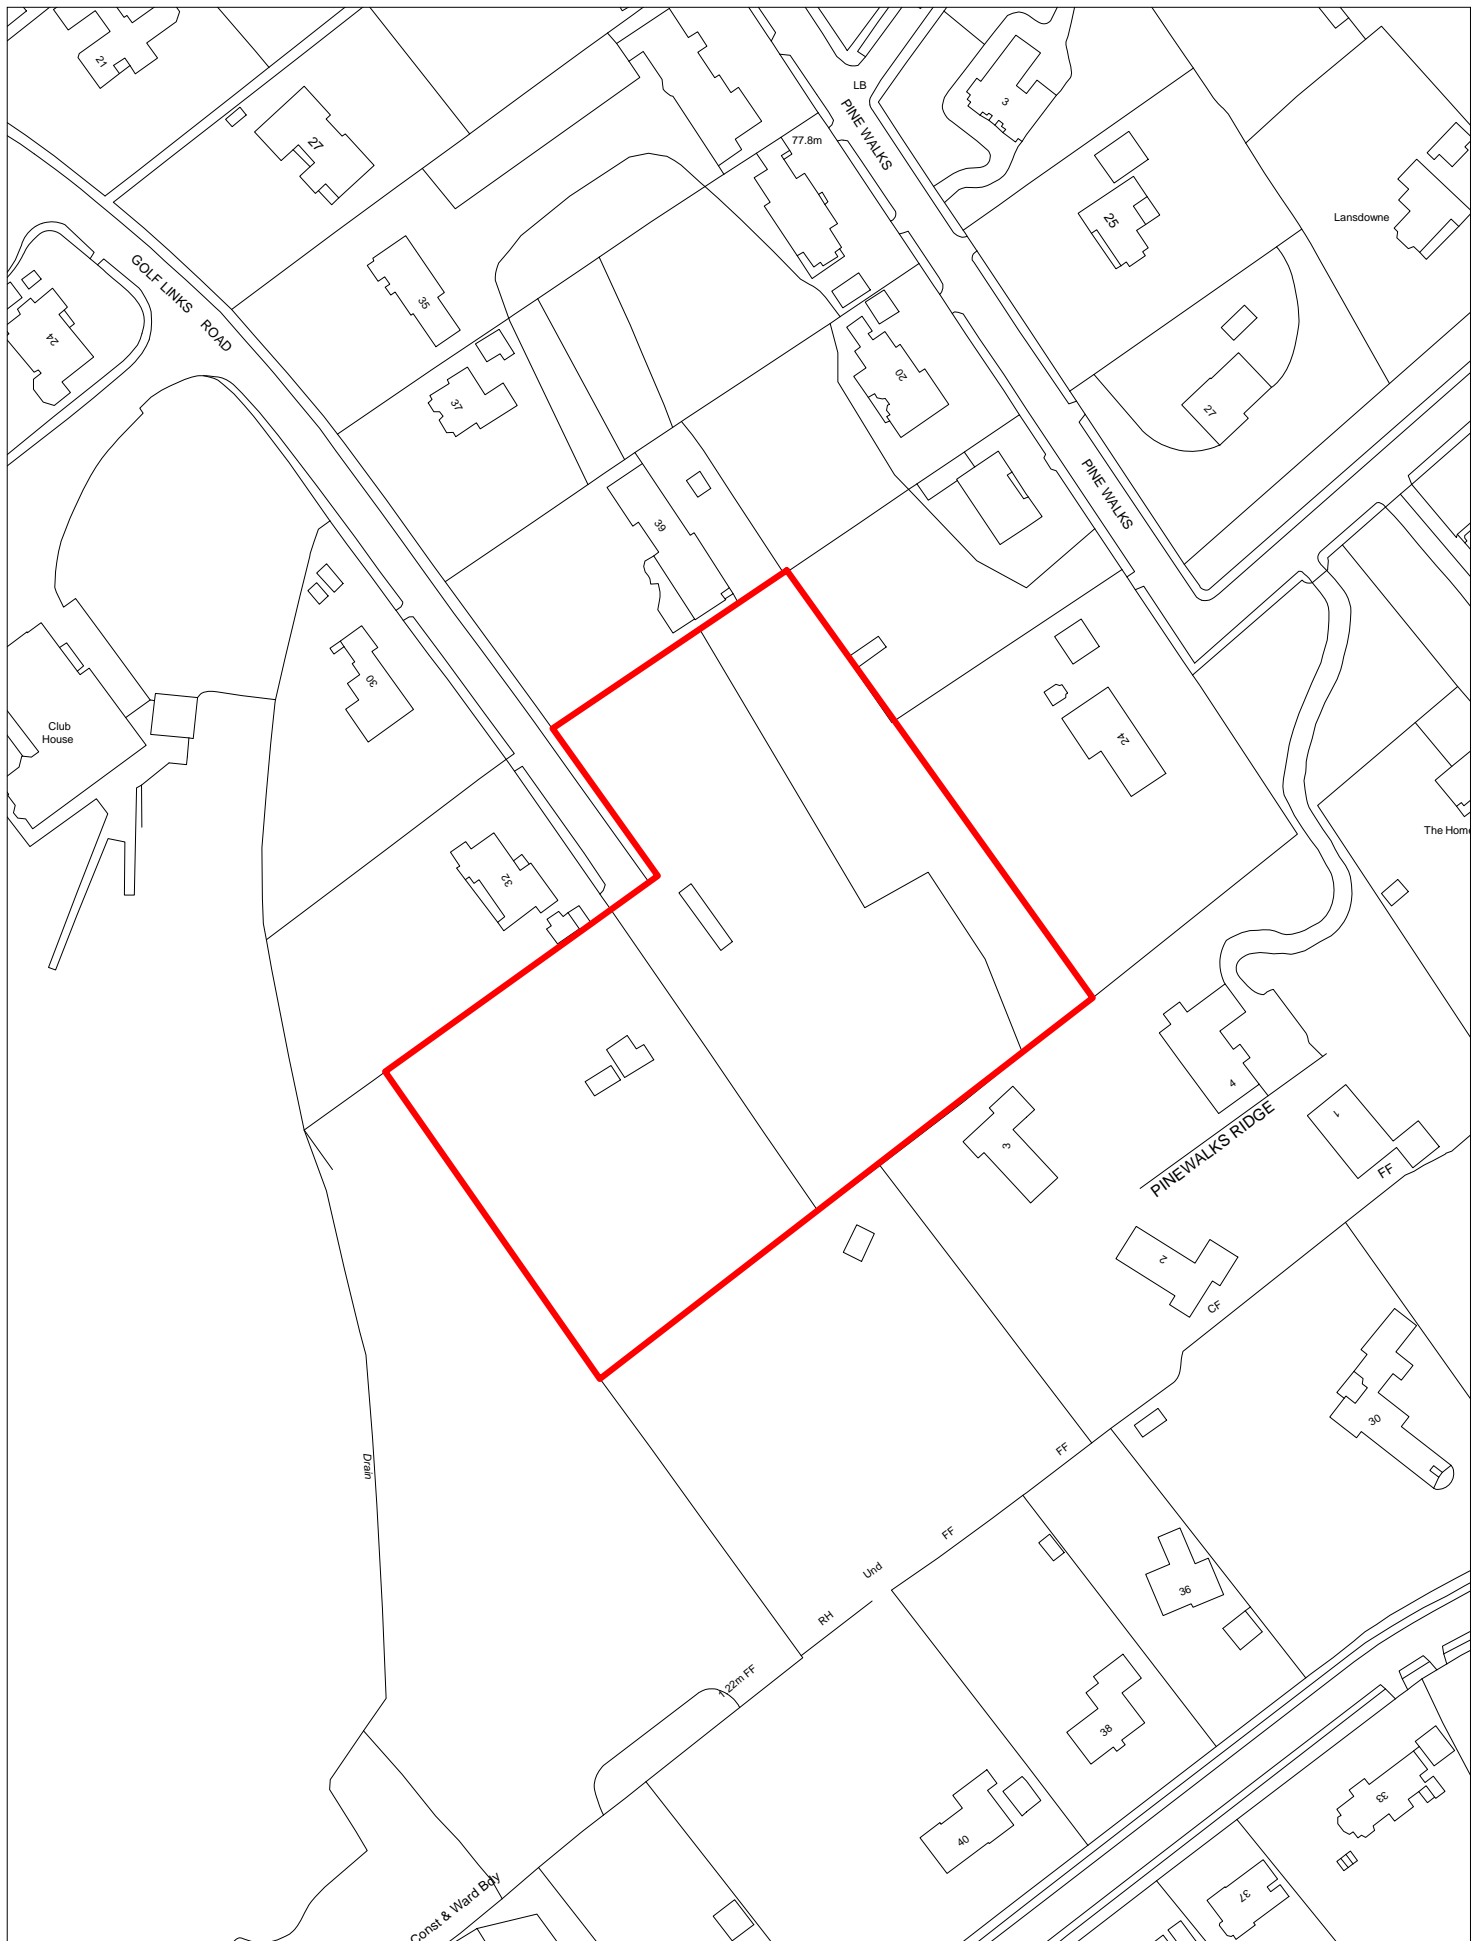 21
LB
3
PINE WALKS
77.8m
27
25
Lansdowne
GOLF LINKS ROAD
35
24
20
37
27
PINE WALKS
39
30
Club
House
24
The Home
32
4
1
3
PINEWALKS RIDGE
FF
2
CF
30
FF
Drain
FF
Und
36
RH
1.22m FF
38
33
40
37
Const & Ward Bdy